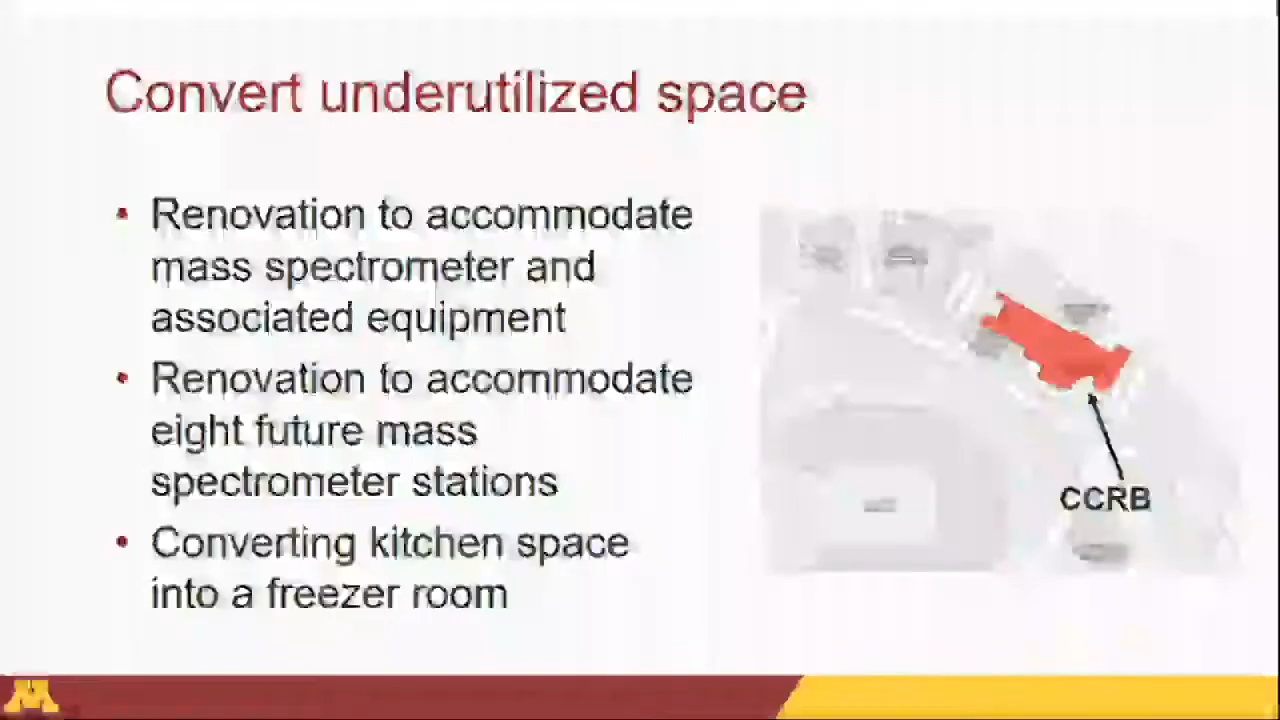 Convert underutilized space
• Renovation to accommodate
mass spectrometer and
associated equipment
• Renovation to accommodate
eight future mass
spectrometer stations
• Converting kitchen space
into a freezer room
CCRB
M